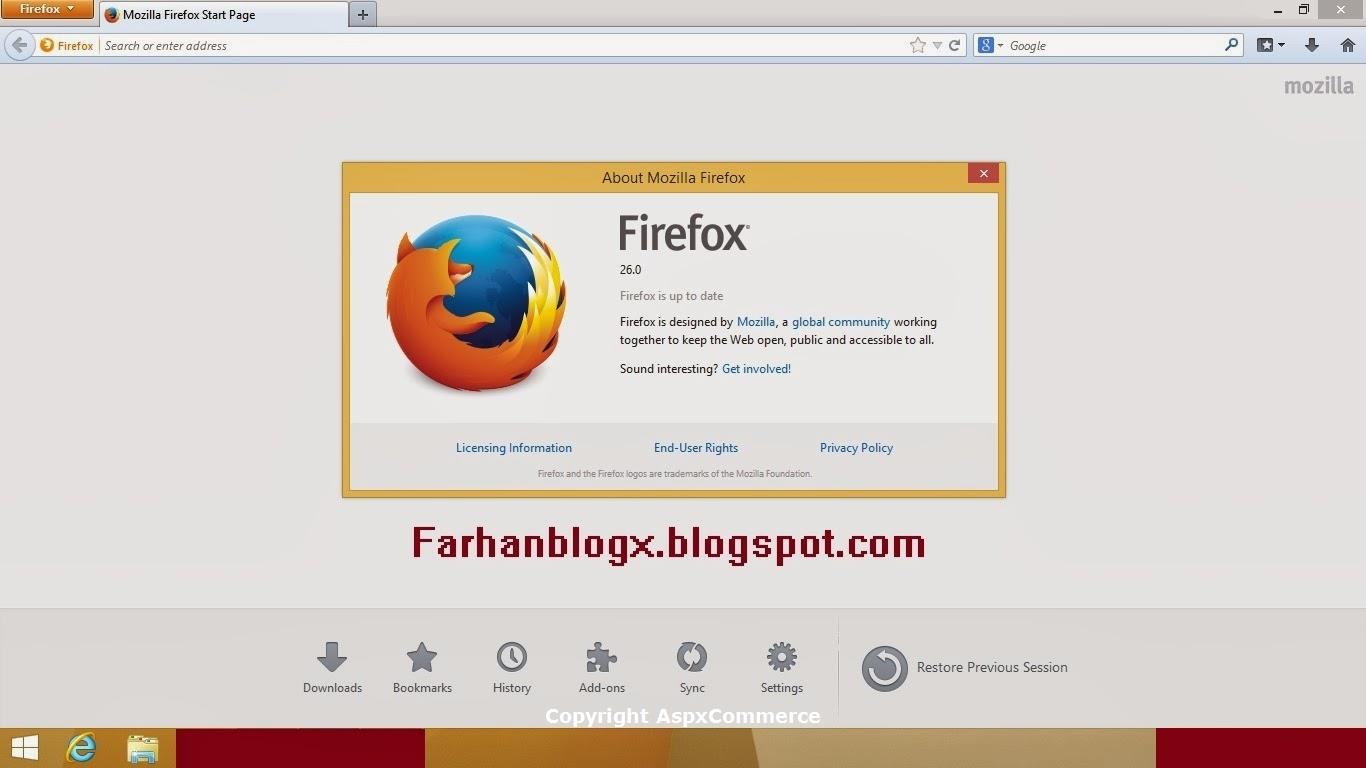 Firefox
Mozilla Firefox Start Page
Firefox
Search or enter address
Google
mozilla
About Mozilla Firefox
Firefox
26.0
Firefox is up to date
Firefox is designed by Mozilla, a global community working
together to keep the Web open, public and accessible to all.
Sound interesting? Get involved!
Licensing Information
End-User Rights
Privacy Policy
Firefox and the Firefox logos are trademarks of the Mozilla Foundation.
Farhanblogx.blogspot.com
Downloads
Bookmarks
History
Add-ons
Sync
Settings
Restore Previous Session
Copyright AspxCommerce